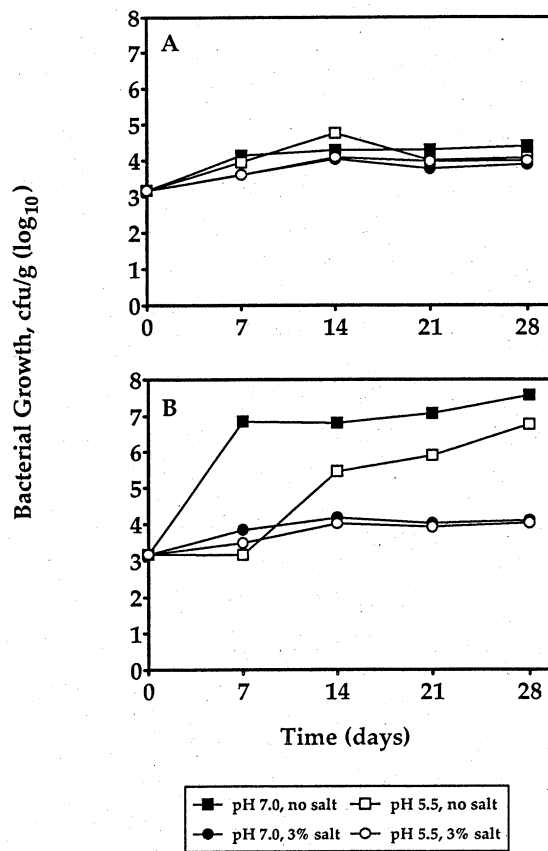 Bacterial Growth, cfu/g (log10)
A
8
7
6
5
4
3
2
1
0
0 7 14 21 28
B
8
7
6
5
4
3
2
1
0
0 7 14 21 28
Time (days)
pH 7.0, no salt pH 5.5, no salt
pH 7.0, 3% salt pH 5.5, 3% salt